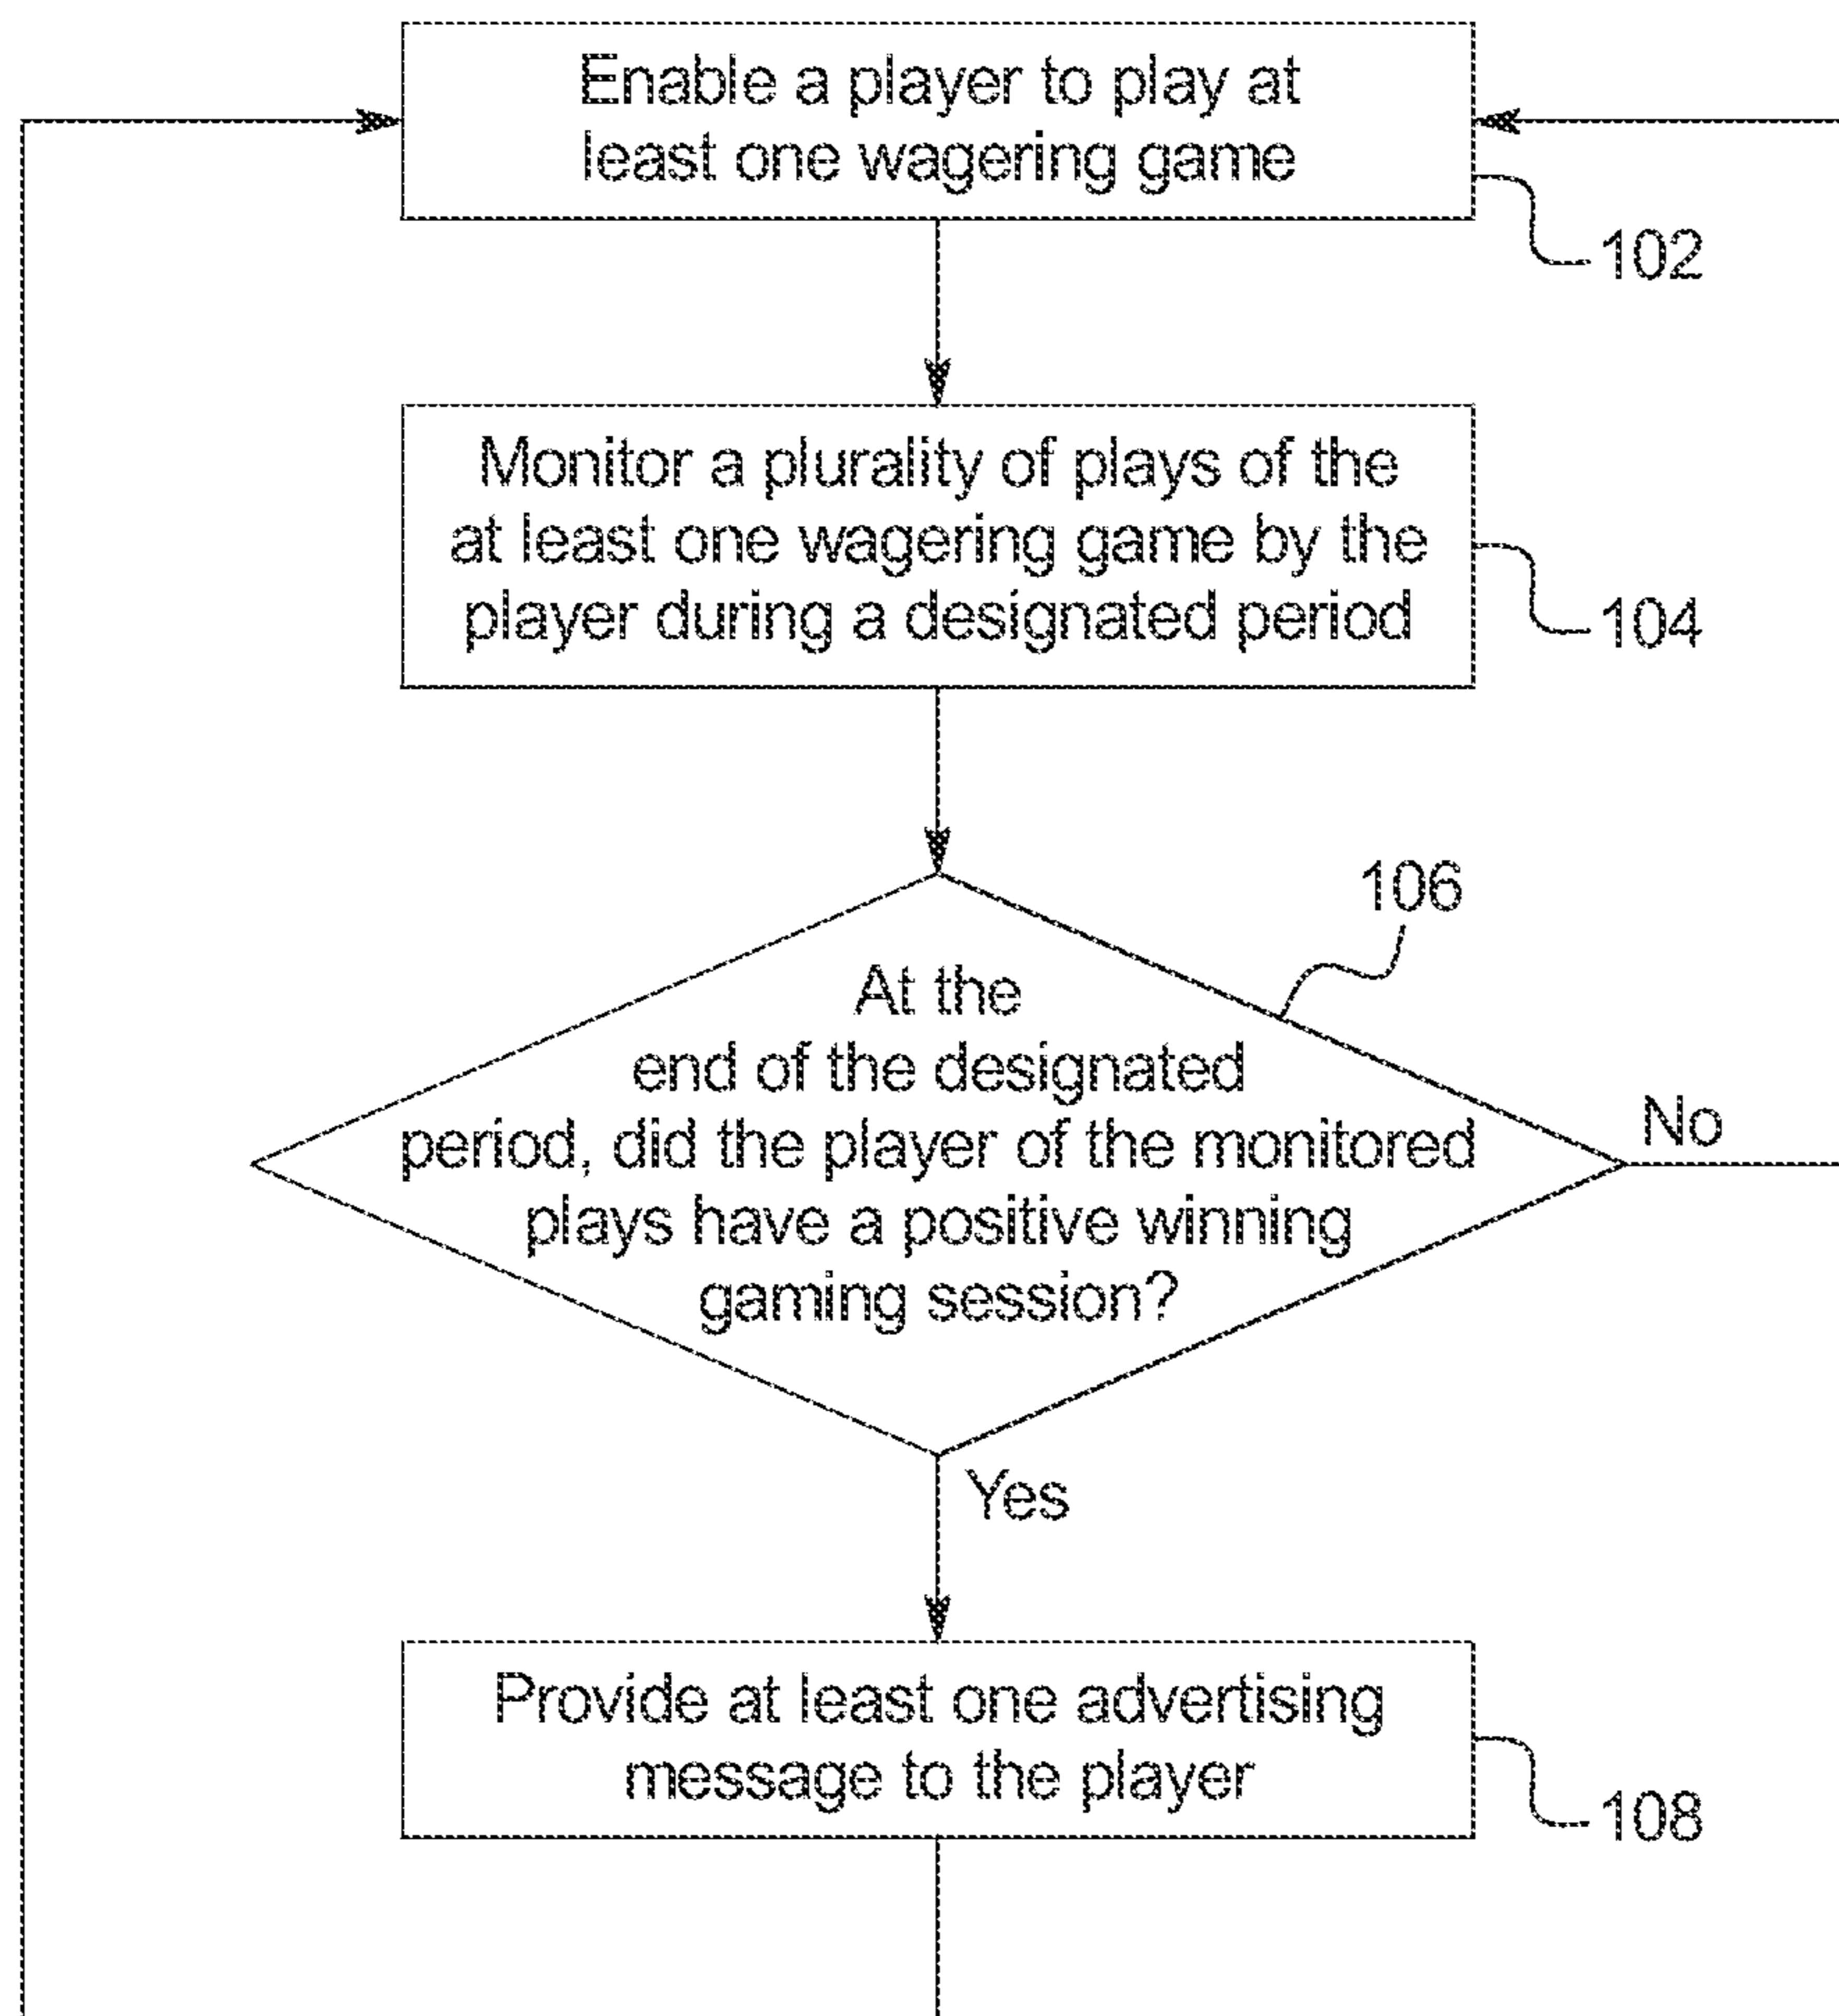 Enable a player to play at
least one wagering game
102
Monitor a plurality of plays of the
at least one wagering game by the
player during a designated period
104
106
At the
end of the designated
period, did the player of the monitored
plays have a positive winning
gaming session?
No
Yes
Provide at least one advertising
message to the player
108